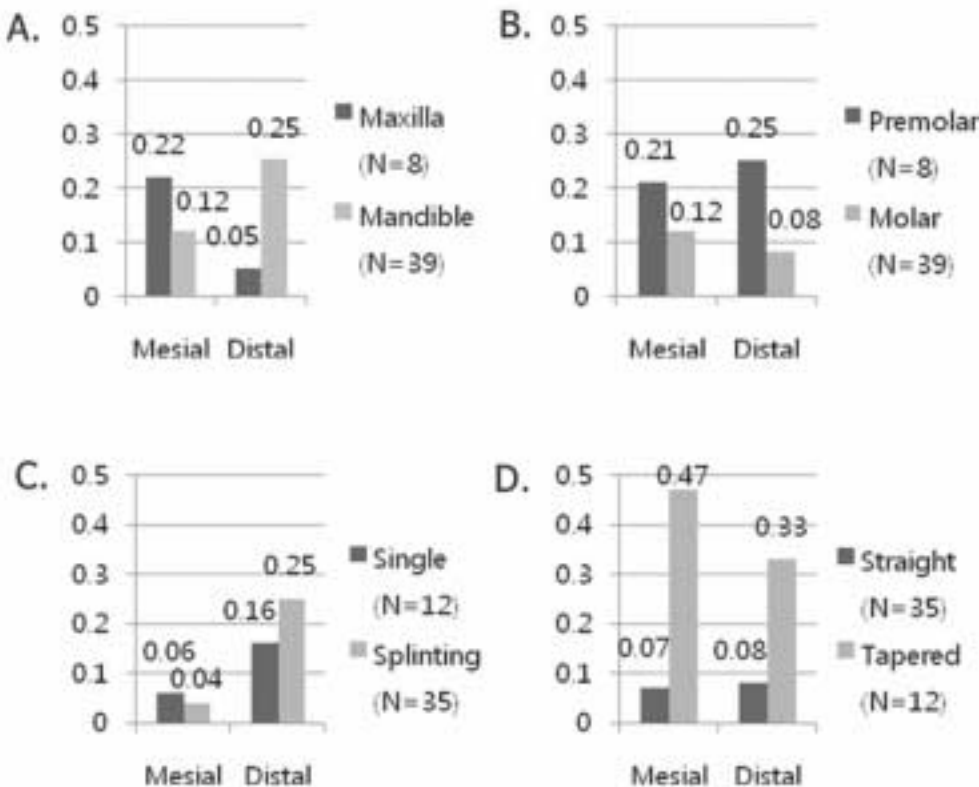 A.
0.5
0.4
0.3
0.2
0.1
0
0.22
0.12
0.05
0.25
Mesial Distal
Maxilla
(N=8)
Mandible
(N=39)
B.
0.5
0.4
0.3
0.2
0.1
0
0.21
0.12
0.25
0.08
Mesial Distal
Premolar
(N=8)
Molar
(N=39)
C.
0.5
0.4
0.3
0.2
0.1
0
0.06
0.04
0.16
0.25
Mesial Distal
Single
(N=12)
Splinting
(N=35)
D.
0.5
0.4
0.3
0.2
0.1
0
0.07
0.47
0.08
0.33
Mesial Distal
Straight
(N=35)
Tapered
(N=12)